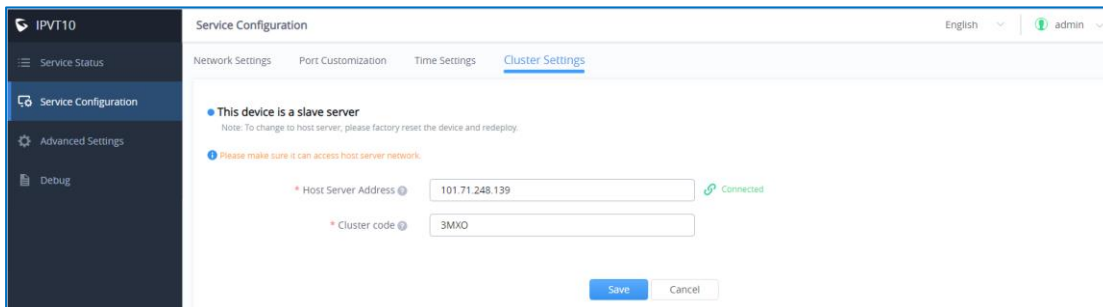 IPVT10
Service Configuration
English
admin
Service Status
Service Configuration
Advanced Settings
Debug
Network Settings
Port Customization
Time Settings
Cluster Settings
This device is a slave server
Note: To change to host server, please factory reset the device and redeploy.
Please make sure it can access host server network.
* Host Server Address
101.71.248.139
Connected
* Cluster code
3MXO
Save
Cancel